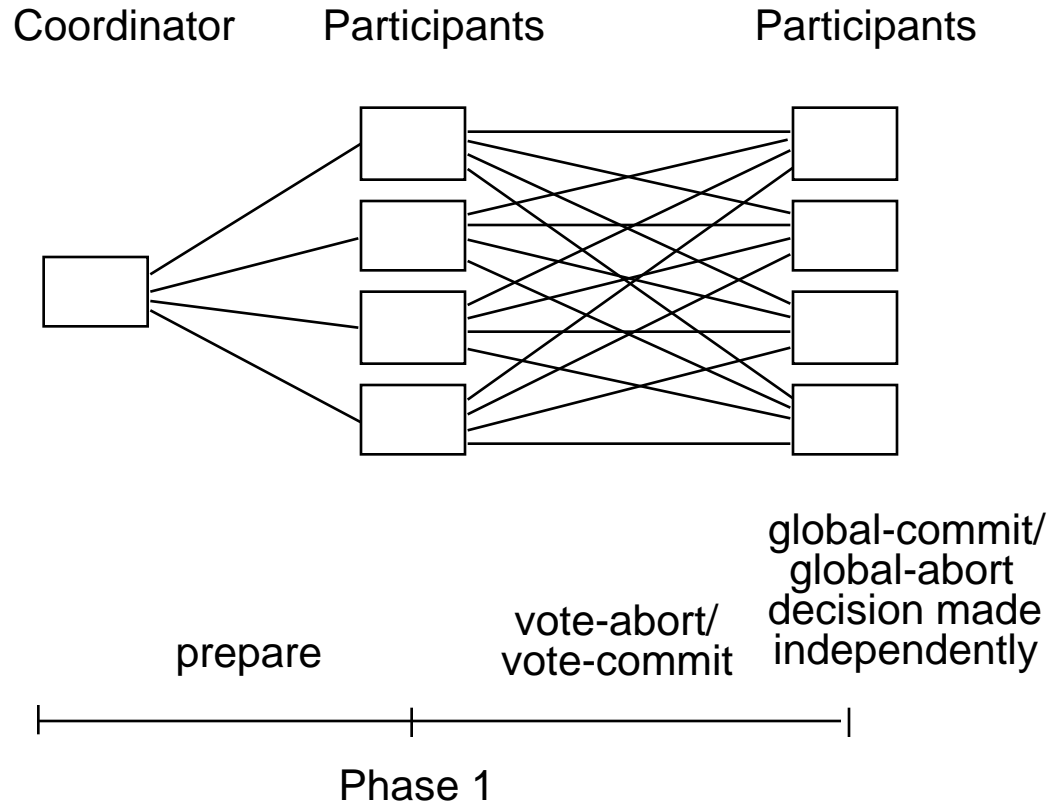 Coordinator
Participants
Participants
global-commit/
global-abort
decision made
independently
vote-abort/
vote-commit
prepare
Phase 1